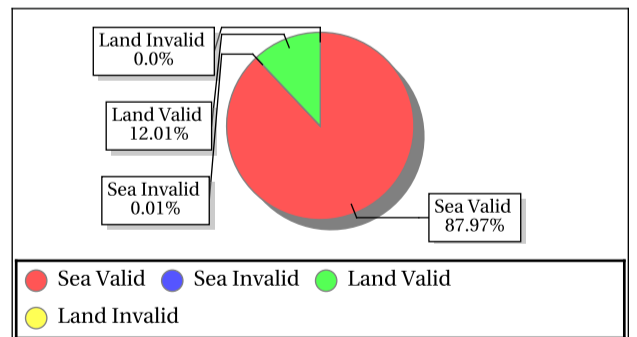 Land Invalid
0.0%
Land Valid
12.01%
Sea Invalid
0.01%
Sea Valid
87.97%
Sea Valid Sea Invalid Land Valid
Land Invalid